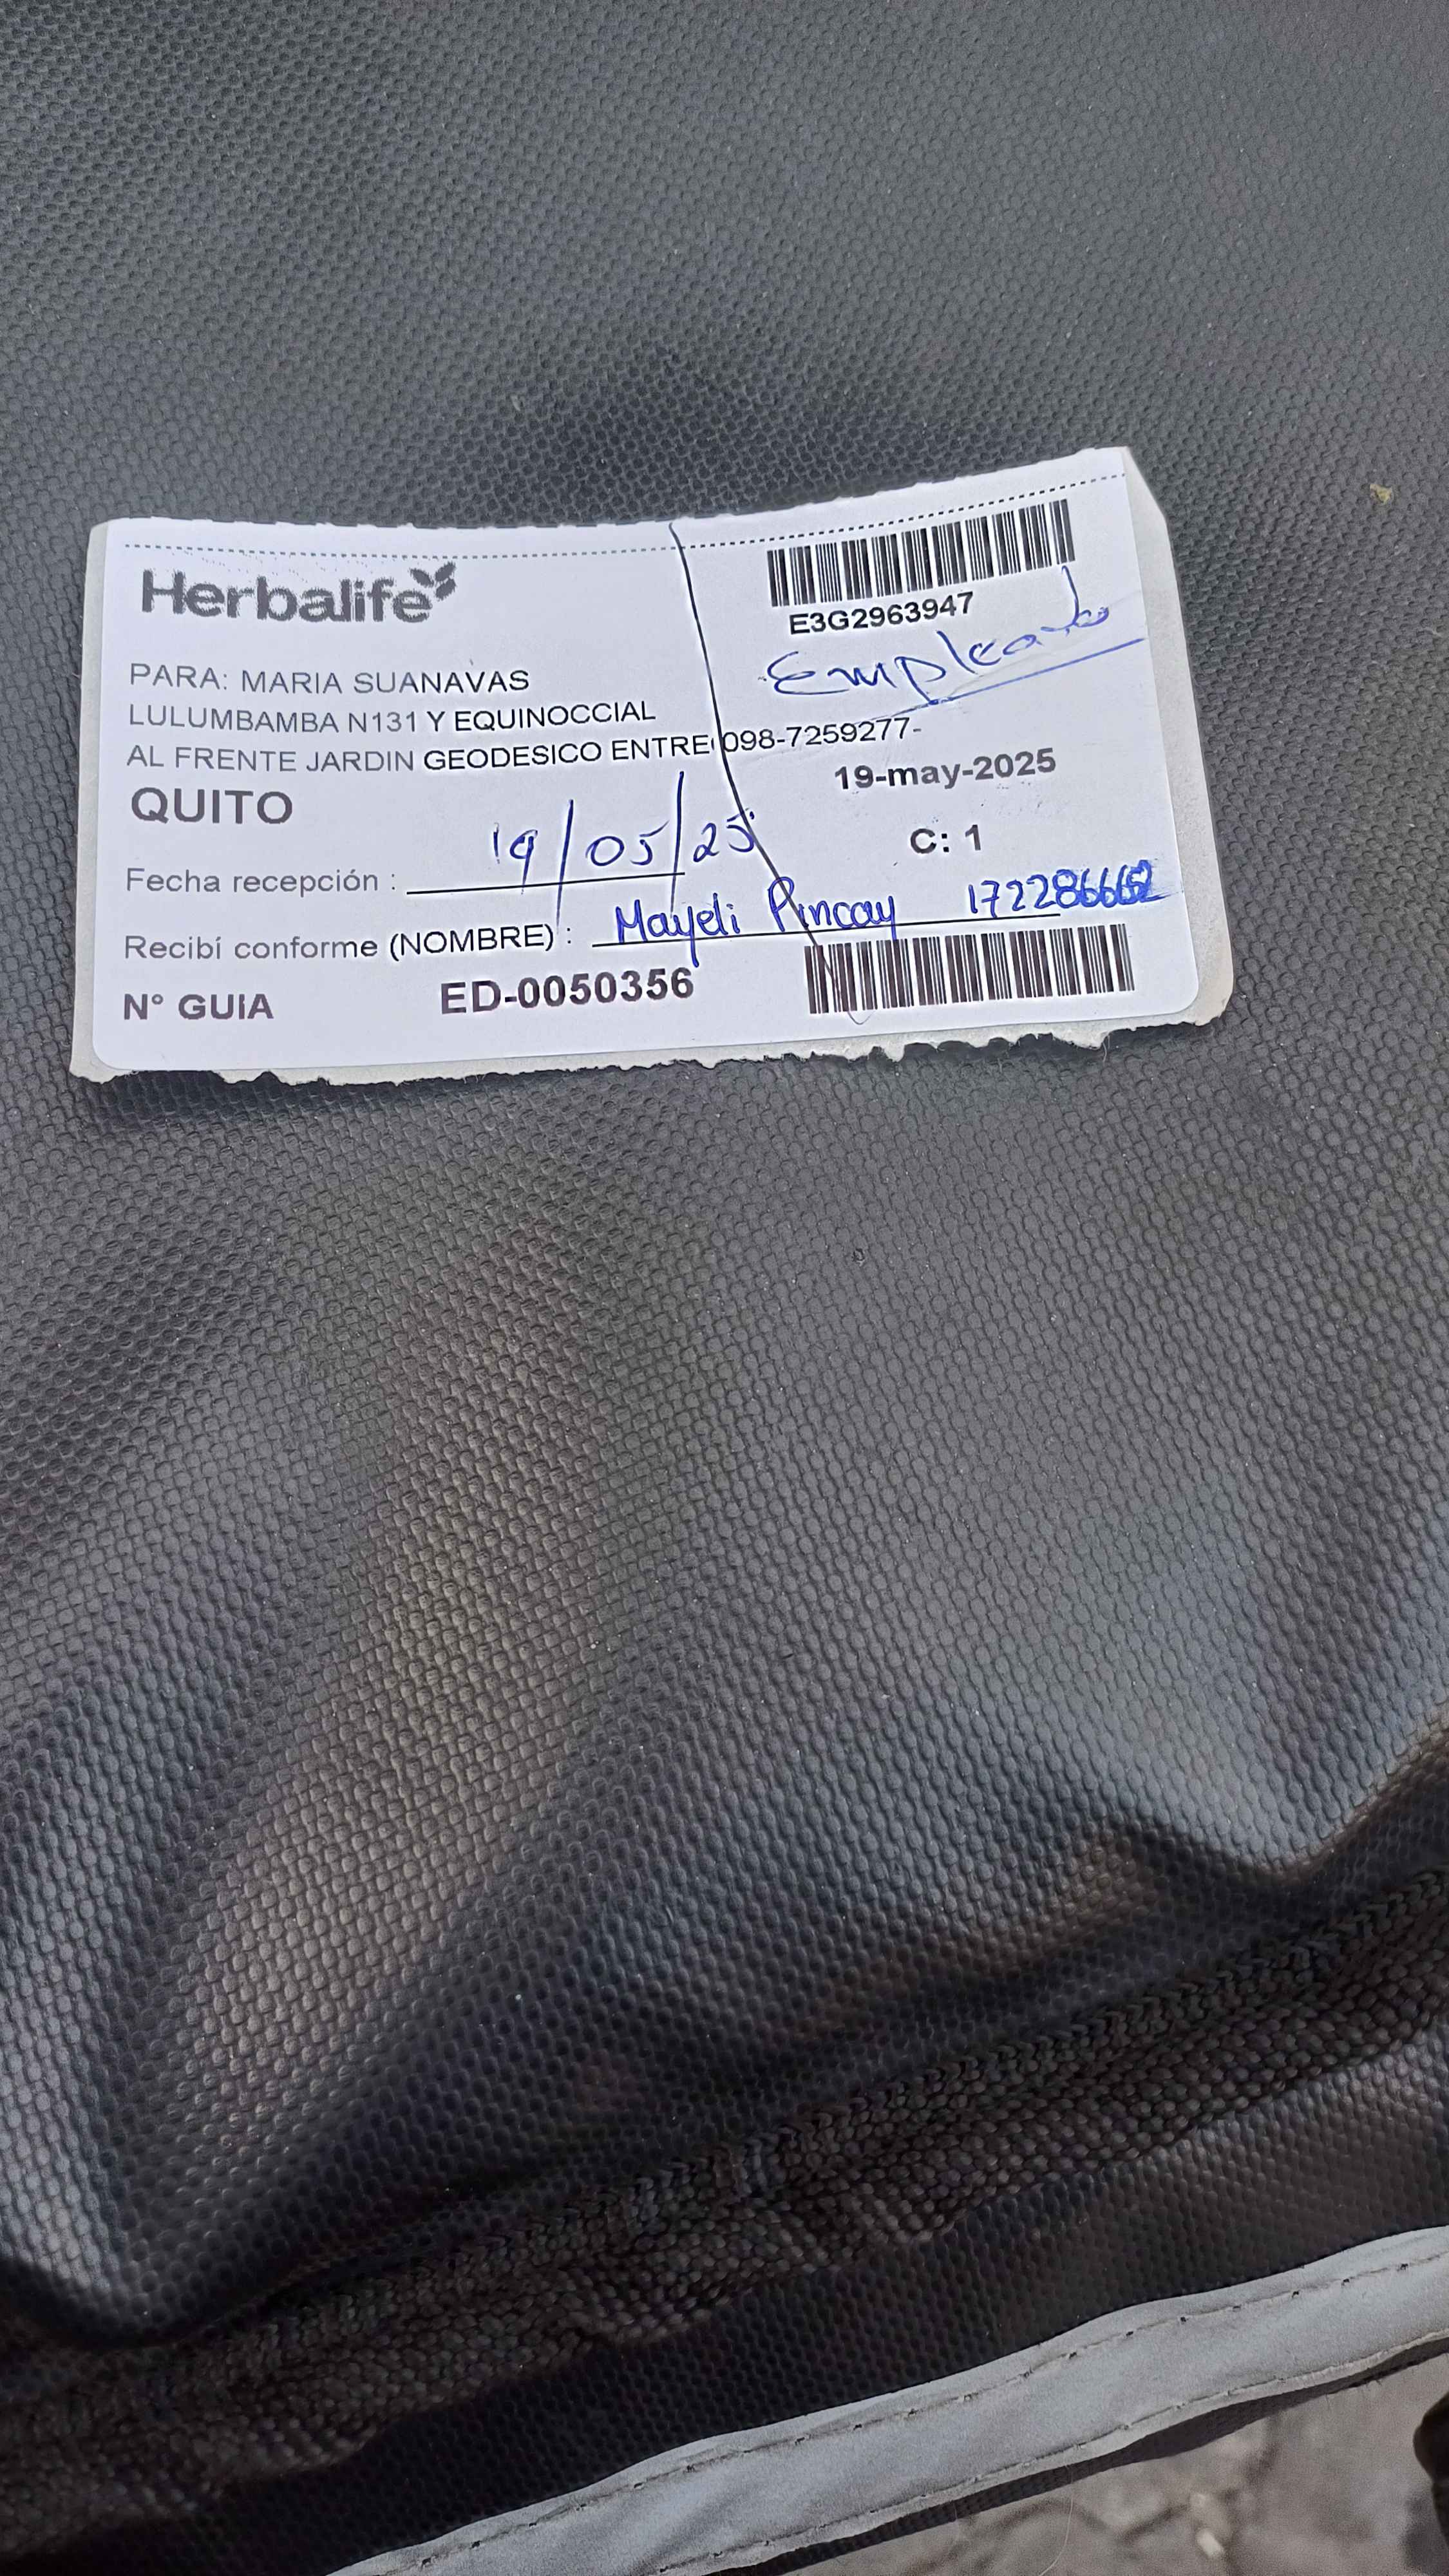 Herbalife
E3G2963947
Empleado
PARA: MARIA SUANAVAS
LULUMBAMBA N131 Y EQUINOCCIAL
AL FRENTE JARDIN GEODESICO ENTRE 098-7259277-
QUITO
19-may-2025
C: 1
Fecha recepción : 19/05/25
Recibí conforme (NOMBRE) : Mayeli Pincay
N° GUIA ED-0050356